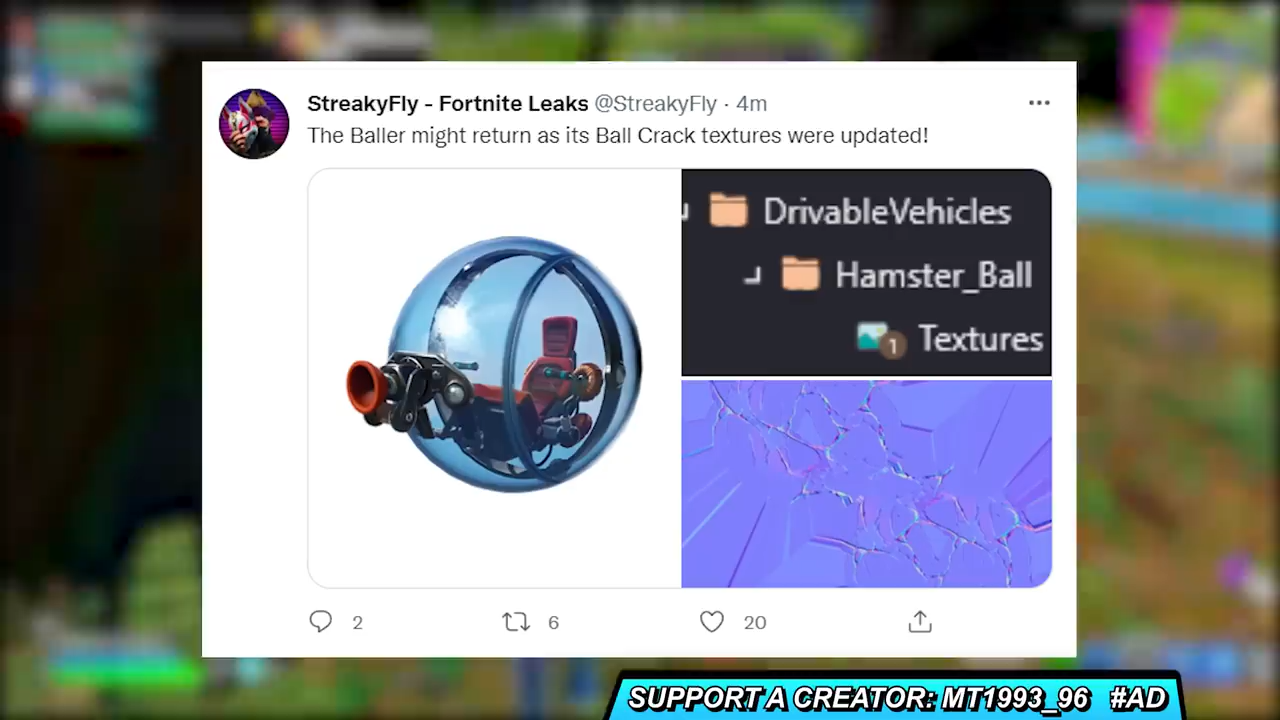 StreakyFly - Fortnite Leaks @StreakyFly · 4m
The Baller might return as its Ball Crack textures were updated!
DrivableVehicles
Hamster_Ball
1 Textures
2 6 20
SUPPORT A CREATOR: MT1993_96 #AD